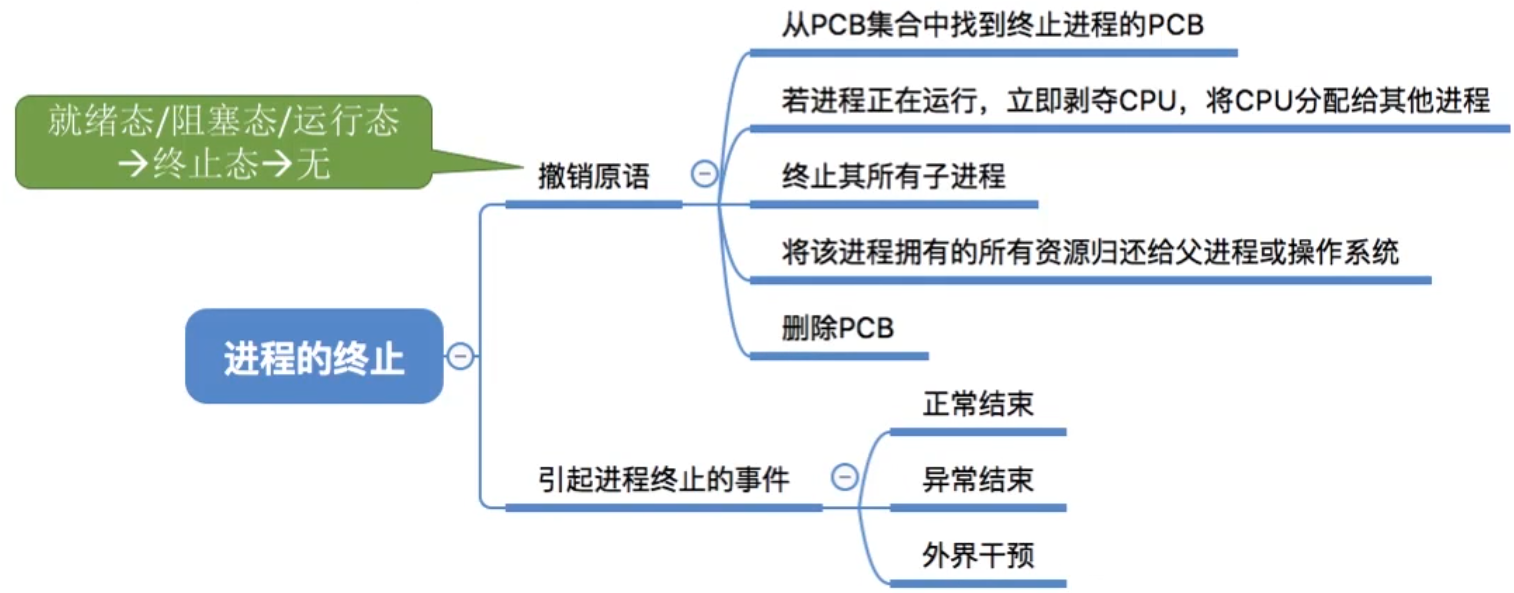 从PCB集合中找到终止进程的PCB
就绪态/阻塞态/运行态
→终止态→无
若进程正在运行，立即剥夺CPU，将CPU分配给其他进程
撤销原语
终止其所有子进程
将该进程拥有的所有资源归还给父进程或操作系统
删除PCB
进程的终止
正常结束
引起进程终止的事件
异常结束
外界干预